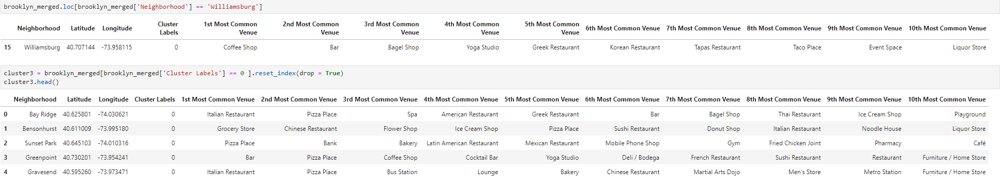 brooklyn_merged.loc[brooklyn_merged['Neighborhood'] == 'Williamsburg']
Neighborhood Latitude Longitude Cluster Labels 1st Most Common Venue 2nd Most Common Venue 3rd Most Common Venue 4th Most Common Venue 5th Most Common Venue 6th Most Common Venue 7th Most Common Venue 8th Most Common Venue 9th Most Common Venue 10th Most Common Venue
15 Williamsburg 40.707144 -73.958115 0 Coffee Shop Bar Bagel Shop Yoga Studio Greek Restaurant Korean Restaurant Tapas Restaurant Taco Place Event Space Liquor Store
cluster3 = brooklyn_merged[brooklyn_merged['Cluster Labels'] == 0 ].reset_index(drop = True)
cluster3.head()
Neighborhood Latitude Longitude Cluster Labels 1st Most Common Venue 2nd Most Common Venue 3rd Most Common Venue 4th Most Common Venue 5th Most Common Venue 6th Most Common Venue 7th Most Common Venue 8th Most Common Venue 9th Most Common Venue 10th Most Common Venue
0 Bay Ridge 40.625801 -74.030621 0 Italian Restaurant Pizza Place Spa American Restaurant Greek Restaurant Bar Bagel Shop Thai Restaurant Ice Cream Shop Playground
1 Bensonhurst 40.611009 -73.995180 0 Grocery Store Chinese Restaurant Flower Shop Ice Cream Shop Pizza Place Sushi Restaurant Donut Shop Italian Restaurant Noodle House Liquor Store
2 Sunset Park 40.645103 -74.010316 0 Pizza Place Bank Bakery Latin American Restaurant Mexican Restaurant Mobile Phone Shop Gym Fried Chicken Joint Pharmacy Café
3 Greenpoint 40.730201 -73.954241 0 Bar Pizza Place Coffee Shop Cocktail Bar Yoga Studio Deli / Bodega French Restaurant Sushi Restaurant Restaurant Furniture / Home Store
4 Gravesend 40.595260 -73.973471 0 Italian Restaurant Pizza Place Bus Station Lounge Bakery Chinese Restaurant Martial Arts Dojo Men's Store Metro Station Furniture / Home Store